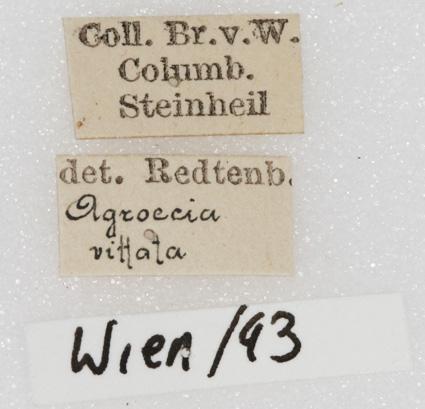 Coll. Br. v. W.
Columb.
Steinheil
det. Redtenb.
Agroecia
vittata
Wien/93